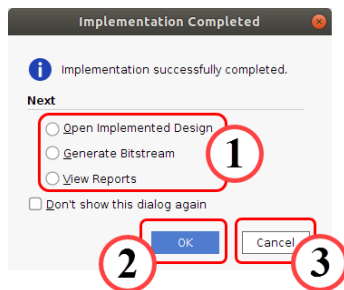 Implementation Completed
Implementation successfully completed.
Next
Open Implemented Design
Generate Bitstream
1
View Reports
Don't show this dialog again
OK
Cancel
2
3